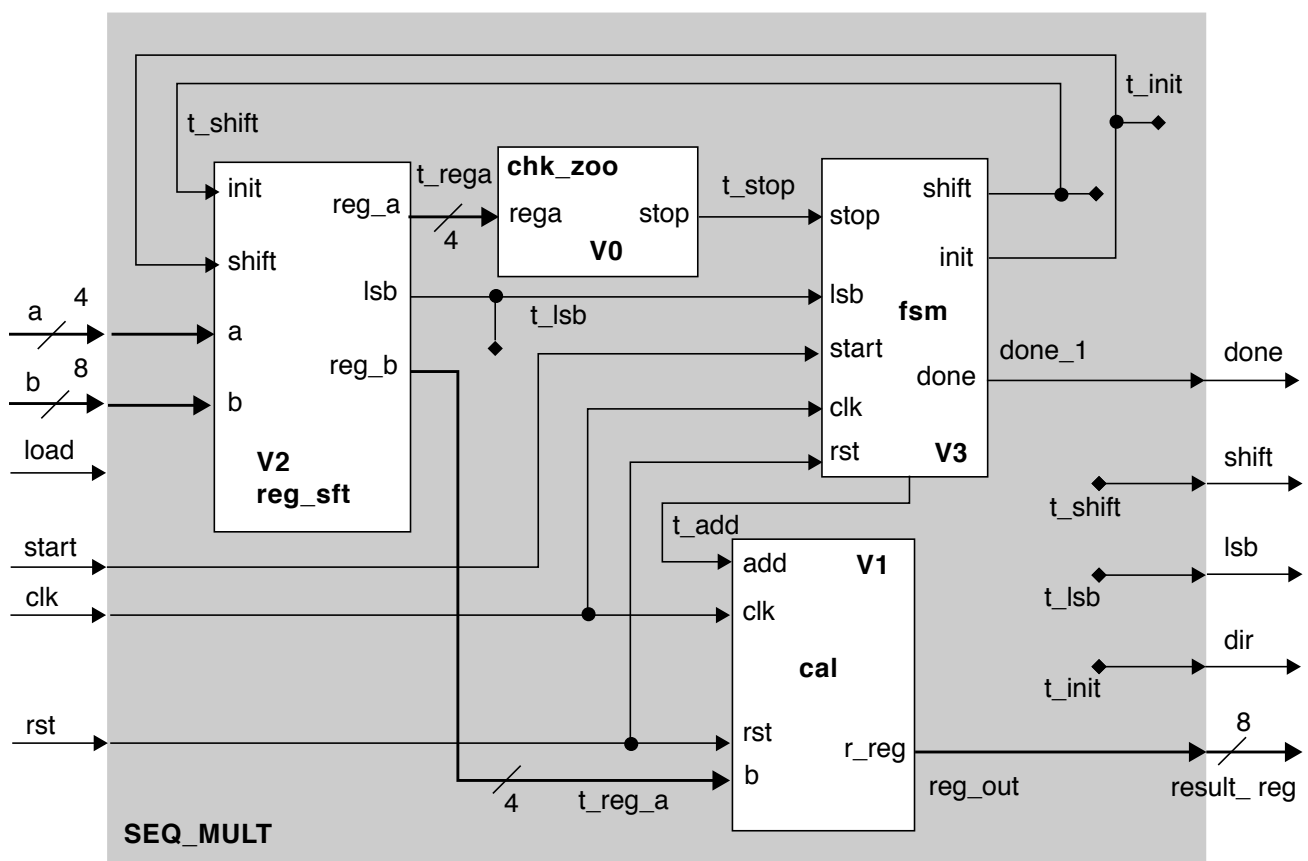 t_init
t_shift
init
reg_a
shift
a
lsb
reg_b
b
V2
reg_sft
t_rega
4
chk_zoo
rega
stop
V0
t_stop
t_lsb
shift
stop
init
lsb
fsm
start
done
clk
rst
V3
done_1
a
4
b
8
load
start
clk
rst
t_add
add
V1
clk
cal
rst
r_reg
b
4
t_reg_a
reg_out
done
shift
t_shift
lsb
t_lsb
dir
t_init
8
result_ reg
SEQ_MULT